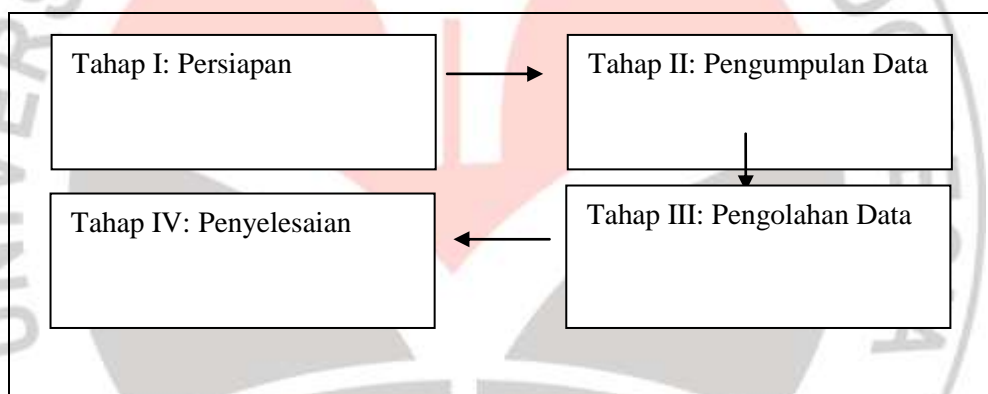 Tahap I: Persiapan
Tahap II: Pengumpulan Data
Tahap III: Pengolahan Data
Tahap IV: Penyelesaian